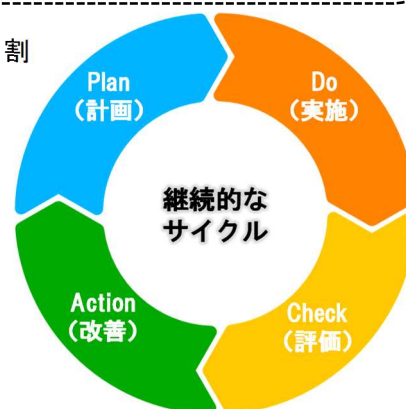 割
Plan
(計画)
Do
(実施)
継続的な
サイクル
Action
(改善)
Check
(評価)